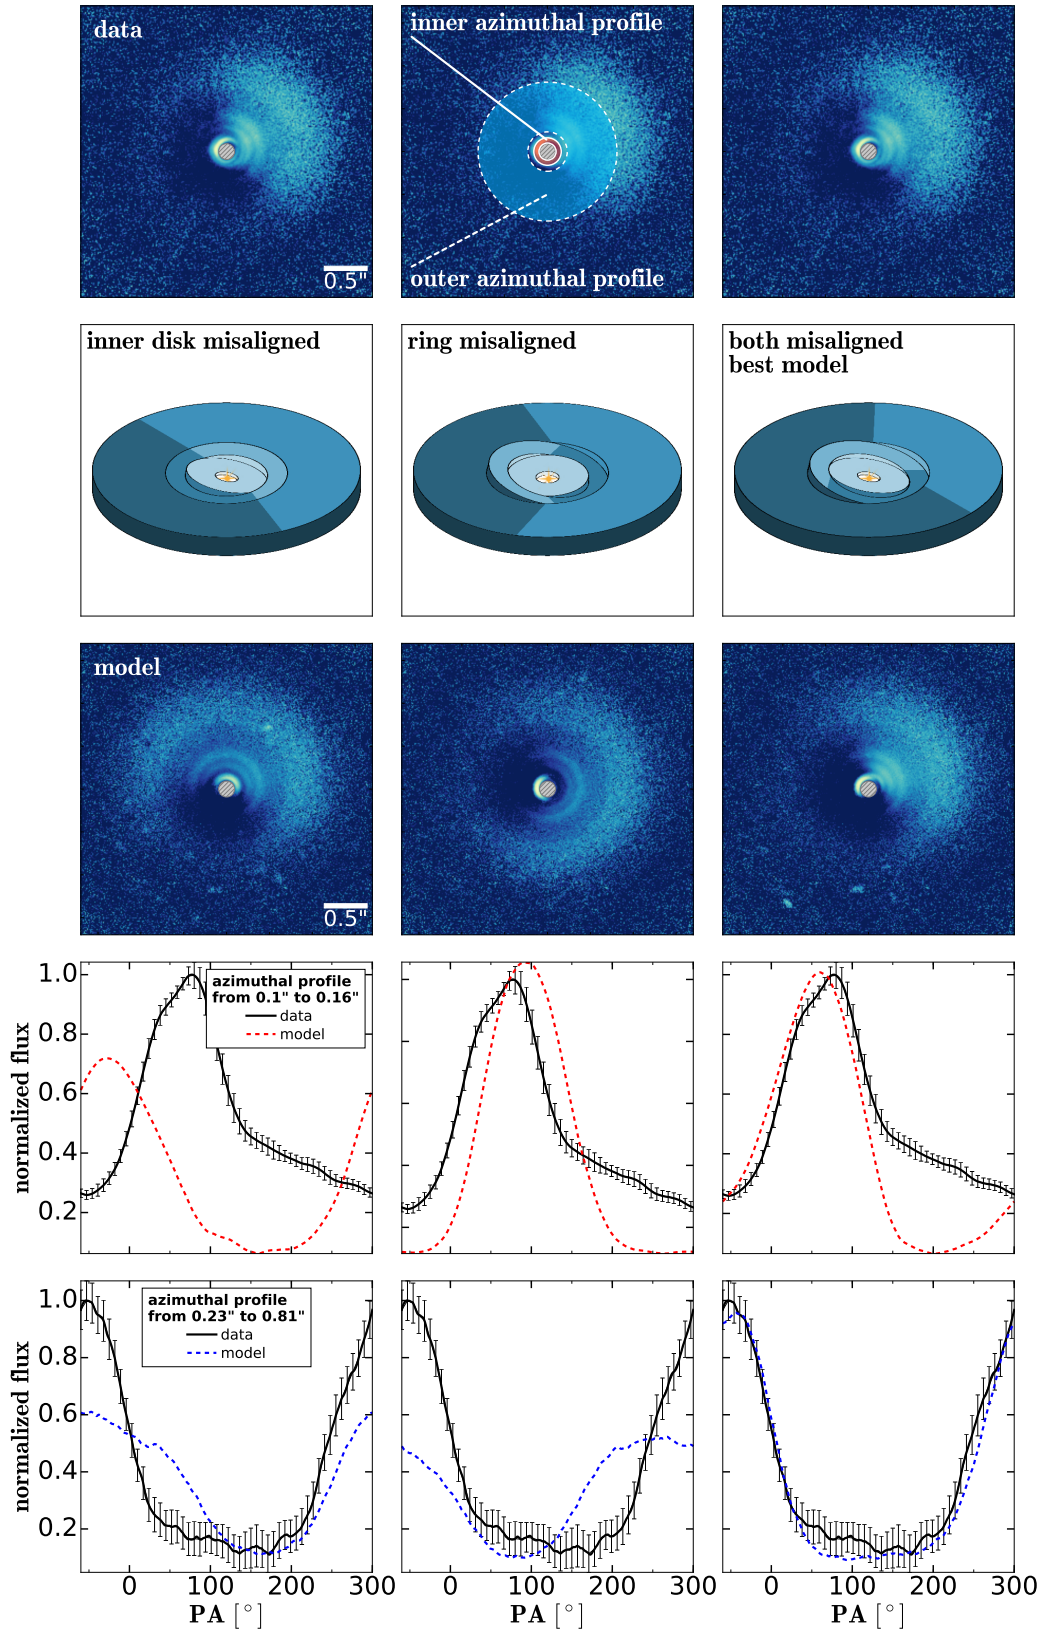 data
inner azimuthal profile
outer azimuthal profile
0.5"
inner disk misaligned
ring misaligned
both misaligned
best model
model
0.5"
normalized flux
1.0
0.8
0.6
0.4
0.2
azimuthal profile
from 0.1" to 0.16"
data
model
normalized flux
1.0
0.8
0.6
0.4
0.2
azimuthal profile
from 0.23" to 0.81"
data
model
0 100 200 300
0 100 200 300
0 100 200 300
PA [°]
PA [°]
PA [°]